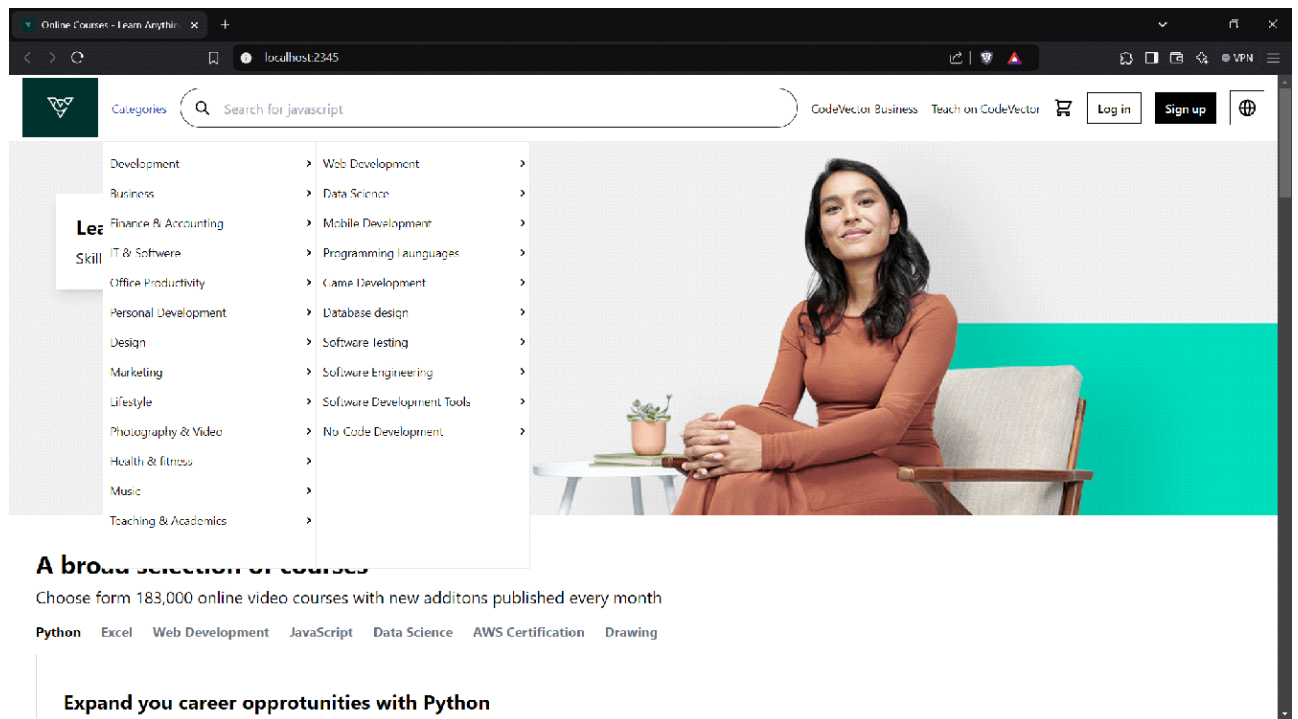 Online Courses - Learn Anythin
localhost:2345
VPN
Categories
Search for javascript
CodeVector Business
Teach on CodeVector
Log in
Sign up
Development
Web Development
Business
Data Science
Lea
Finance & Accounting
Mobile Development
Skill
IT & Softwere
Programming Launguages
Office Productivity
Game Development
Personal Development
Database design
Design
Software Testing
Marketing
Software Engineering
Lifestyle
Software Development Tools
Photography & Video
No-Code Development
Health & fitness
Music
Teaching & Academics
A broad selection of courses
Choose form 183,000 online video courses with new additons published every month
Python Excel Web Development JavaScript Data Science AWS Certification Drawing
Expand you career opprotunities with Python